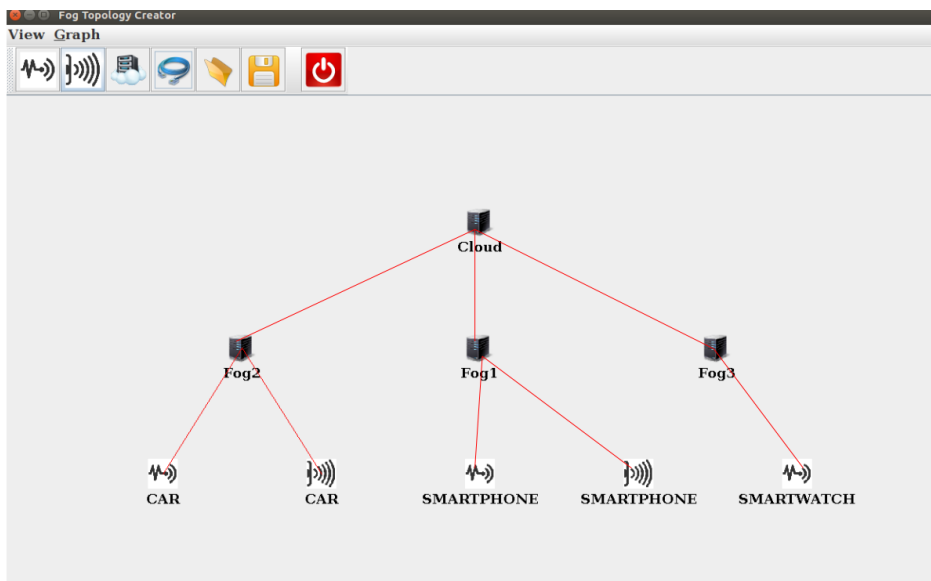 Fog Topology Creator
View Graph
Cloud
Fog2 Fog1 Fog3
CAR CAR SMARTPHONE SMARTPHONE SMARTWATCH